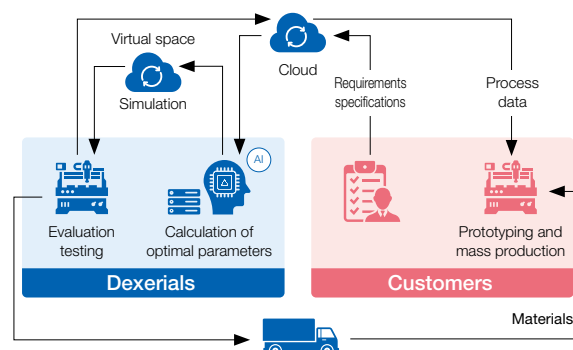 Virtual space
Simulation
Cloud
Requirements
specifications
Process
data
AI
Evaluation
testing
Calculation of
optimal parameters
Prototyping and
mass production
Dexerials
Customers
Materials